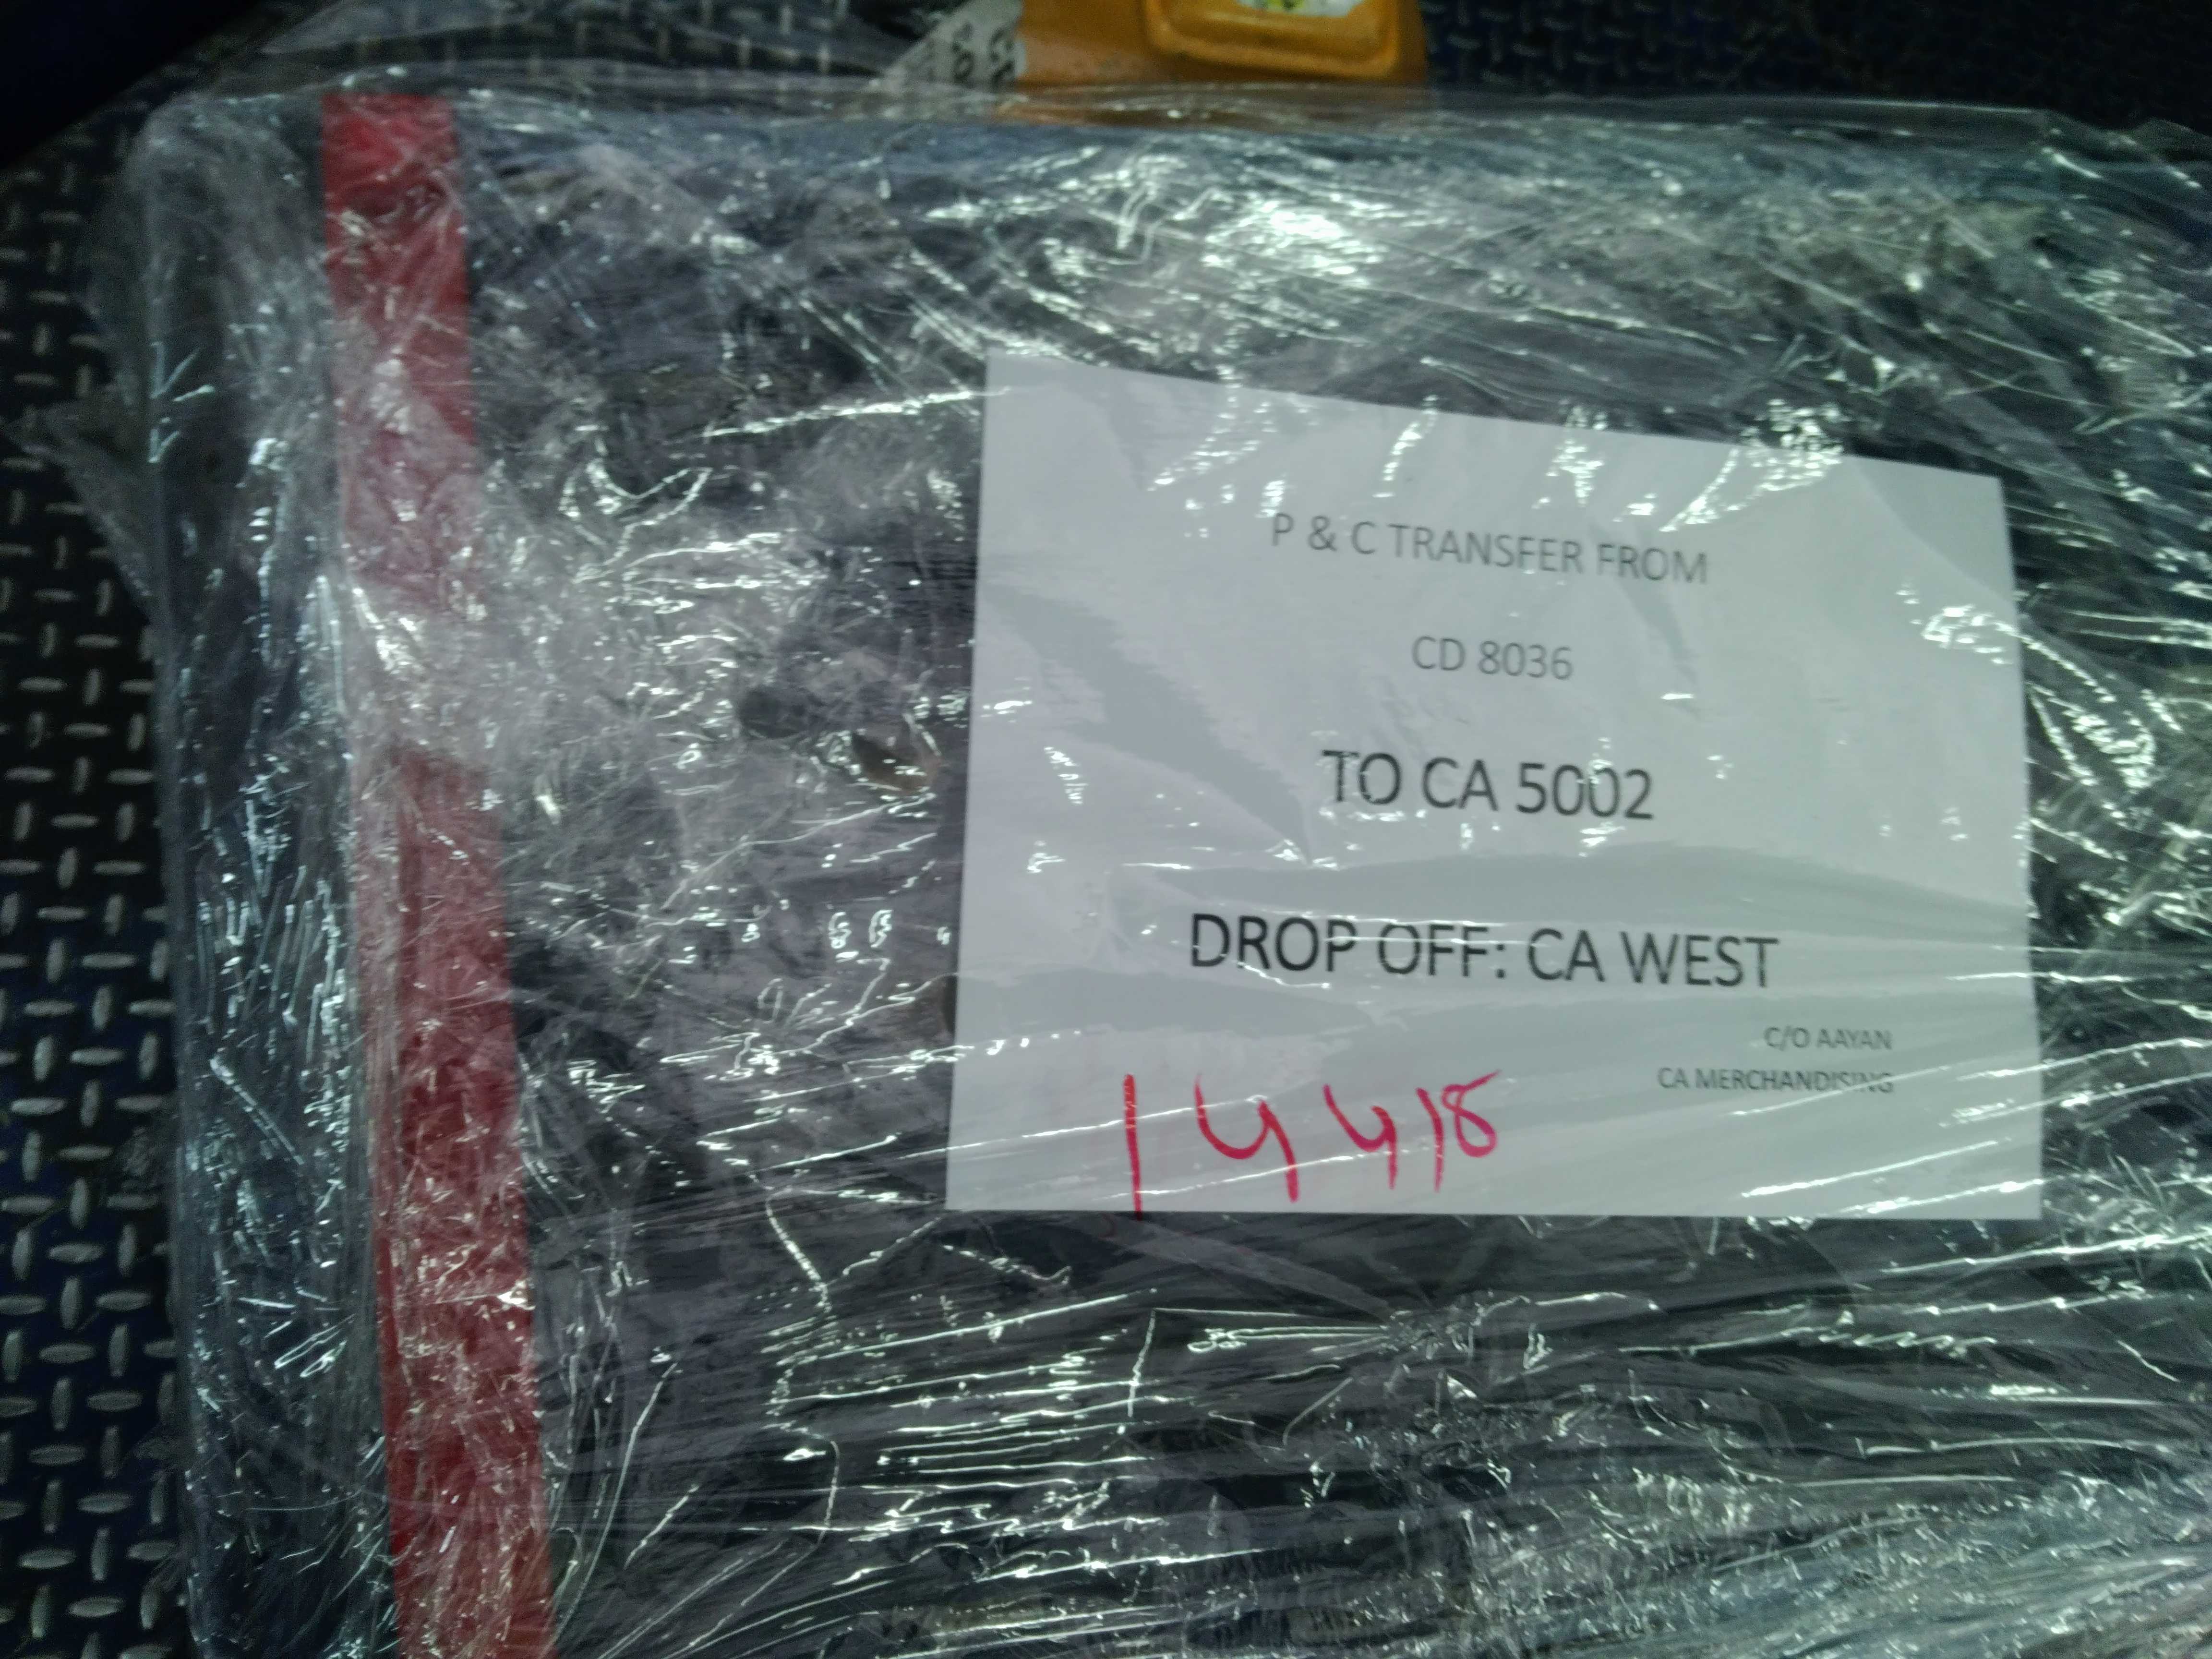 P & C TRANSFER FROM
CD 8036
TO CA 5002
DROP OFF: CA WEST
C/O AAYAN
CA MERCHANDISING
14418